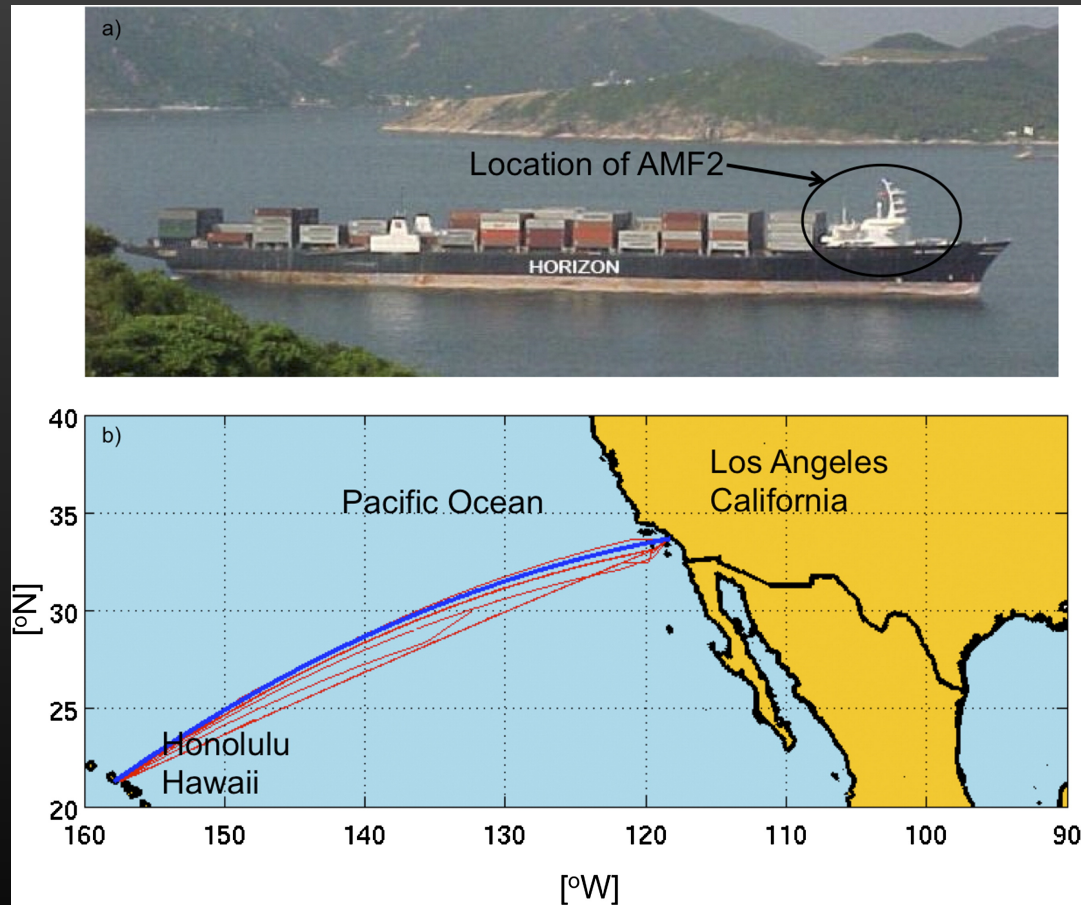 a)
Location of AMF2
HORIZON
b)
40
35
30
25
20
[°N]
Los Angeles
California
Pacific Ocean
Honolulu
Hawaii
160 150 140 130 118 110 100 90
[°W]